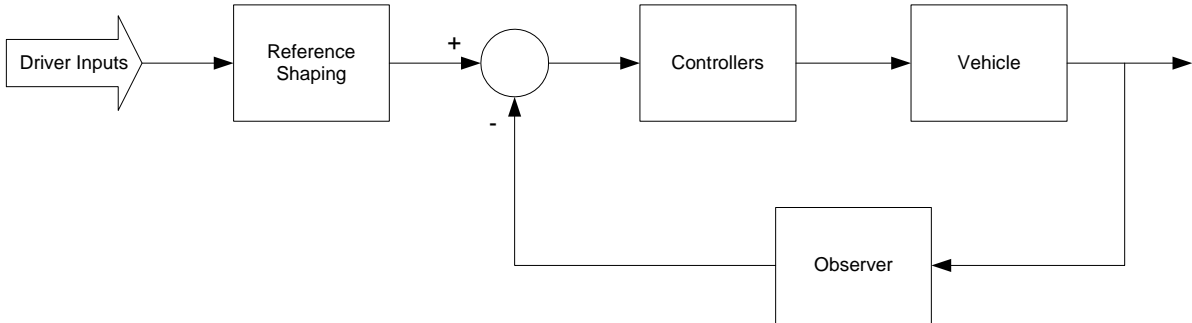 Driver Inputs
Reference
Shaping
+
-
Controllers
Vehicle
Observer